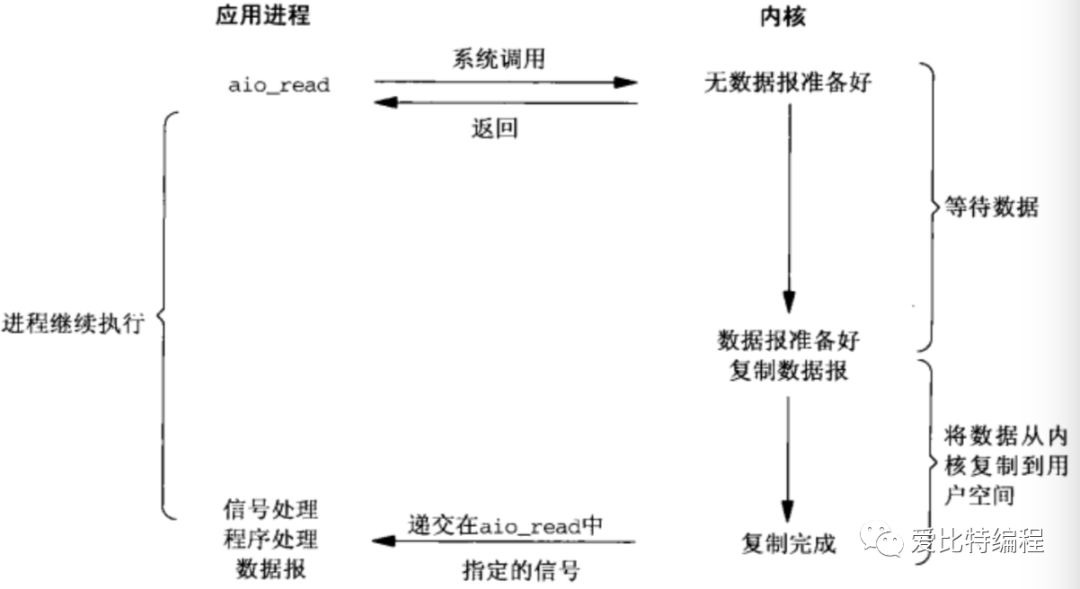 应用进程
内核
系统调用
aio_read
无数据报准备好
返回
等待数据
进程继续执行
数据报准备好
复制数据报
将数据从内
核复制到用
户空间
信号处理
程序处理
数据报
递交在aio_read中
指定的信号
复制完成
爱比特编程